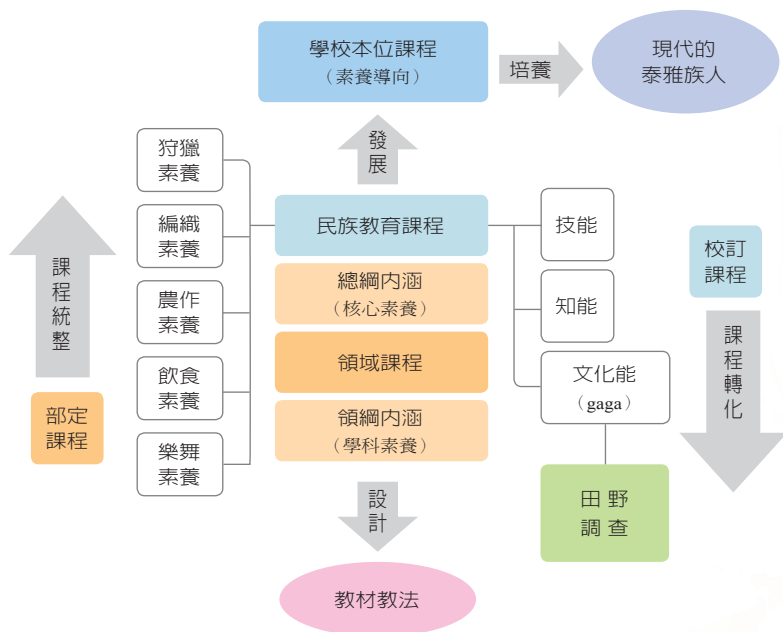 學校本位課程
（素養導向）
培養
現代的
泰雅族人
發
展
狩獵
素養
編織
素養
農作
素養
飲食
素養
樂舞
素養
課
程
統
整
部定
課程
民族教育課程
總綱內涵
（核心素養）
領域課程
領綱內涵
（學科素養）
設
計
教材教法
技能
知能
文化能
（gaga）
田野
調查
校訂
課程
課
程
轉
化